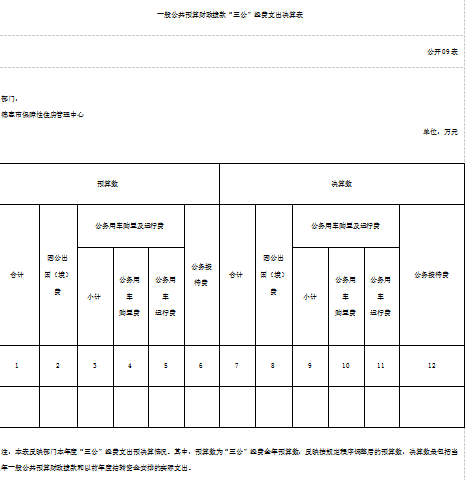 一般公共预算财政拨款“三公”经费支出决算表
公开09表
部门：
德嘉市保障性住房管理中心
单位：万元
预算数 决算数
合计 因公出国（境）费 公务用车购置及运行费 公务接待费 合计 因公出国（境）费 公务用车购置及运行费 公务接待费
小计 公务用车购置费 公务用车运行费 小计 公务用车购置费 公务用车运行费
1 2 3 4 5 6 7 8 9 10 11 12
注：本表反映部门本年度“三公”经费支出预决算情况。其中，预算数为“三公”经费全年预算数，反映按规定程序调整后的预算数；决算数是包括当
年一般公共预算财政拨款和以前年度结转资金安排的实际支出。